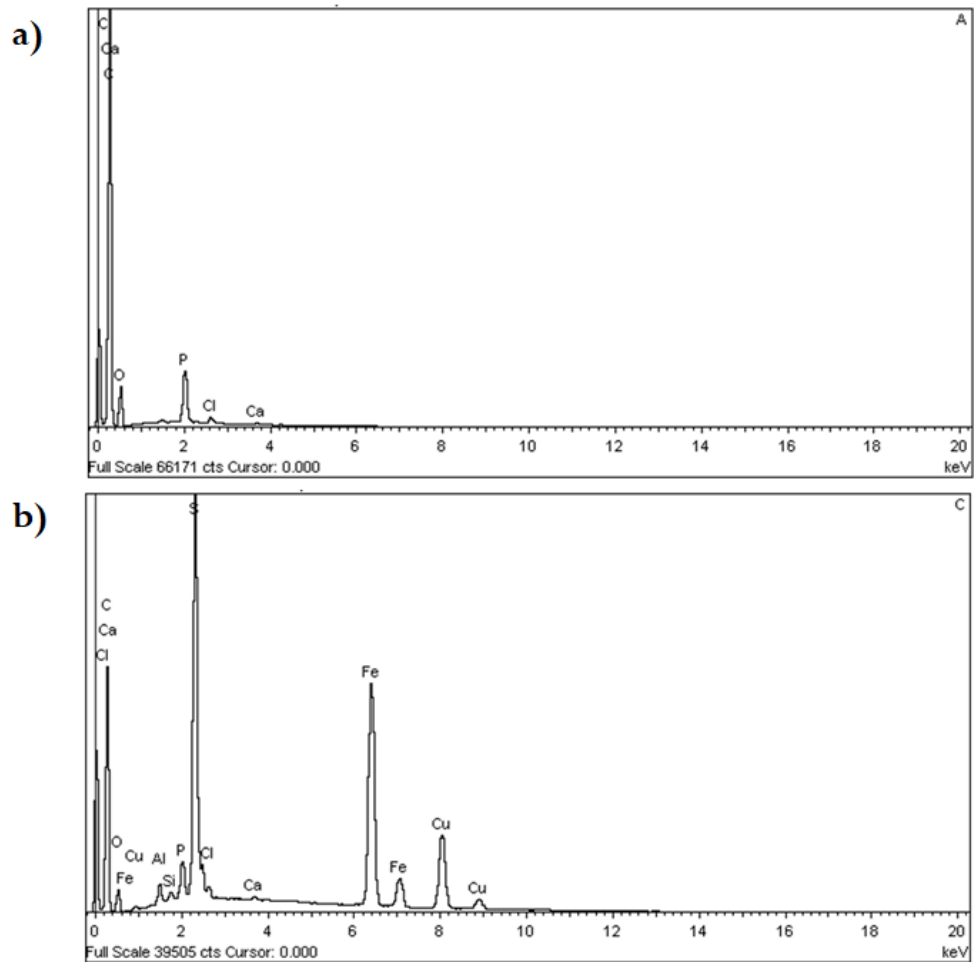 a)
A
C
Ca
C
O
P
Cl
Ca
0 2 4 6 8 10 12 14 16 18 20
Full Scale 66171 cts Cursor: 0.000 keV
b)
C
S
C
Ca
Cl
O
Fe
Cu
Al
Si
P
Cl
Ca
Fe
Fe
Cu
Cu
0 2 4 6 8 10 12 14 16 18 20
Full Scale 39505 cts Cursor: 0.000 keV